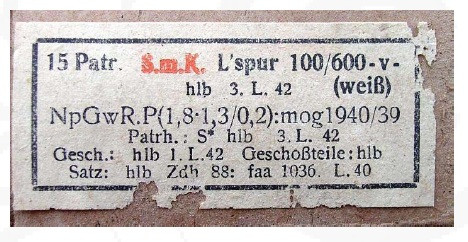 15 Patr. S.m.K. L'spur 100/600-v-
hlb 3. L. 42 (weiß)
NpGwR.P(1,8·1,3/0,2):mog1940/39
Patrh.: S* hlb 3. L. 42
Gesch.: hlb 1. L. 42 Geschoßteile: hlb
Satz: hlb Zdh 88: faa 1036. L. 40